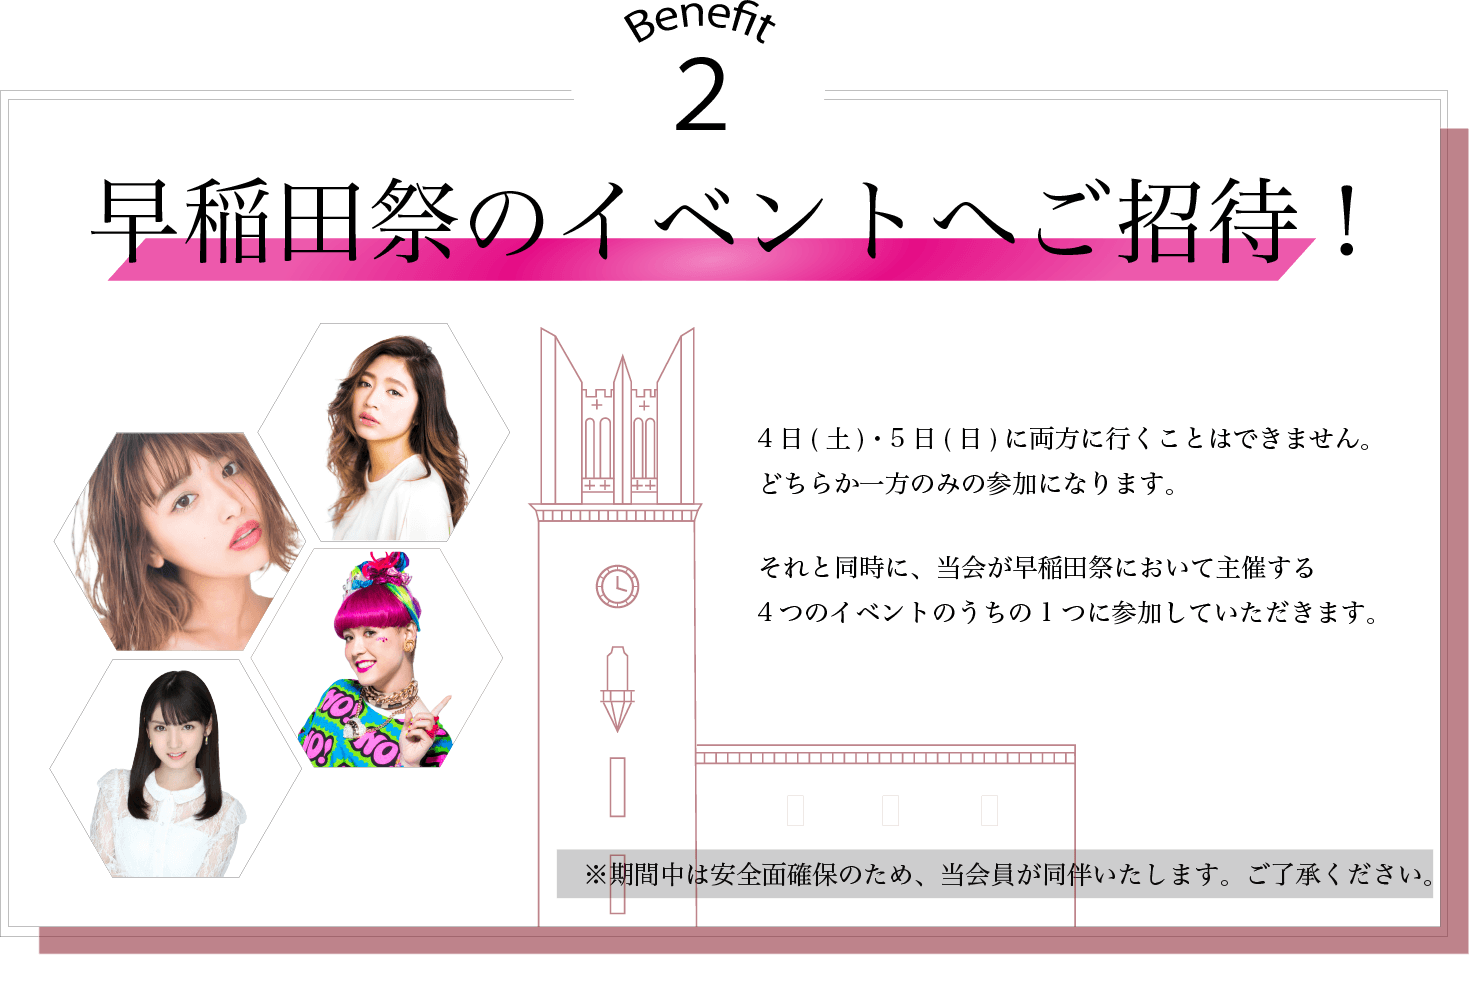 Benefit
2
早稲田祭のイベントへご招待！
４日(土)・５日(日)に両方に行くことはできません。
どちらか一方のみの参加になります。
それと同時に、当会が早稲田祭において主催する
４つのイベントのうちの１つに参加していただきます。
NO!
NO!
NO
※期間中は安全面確保のため、当会員が同伴いたします。ご了承ください。